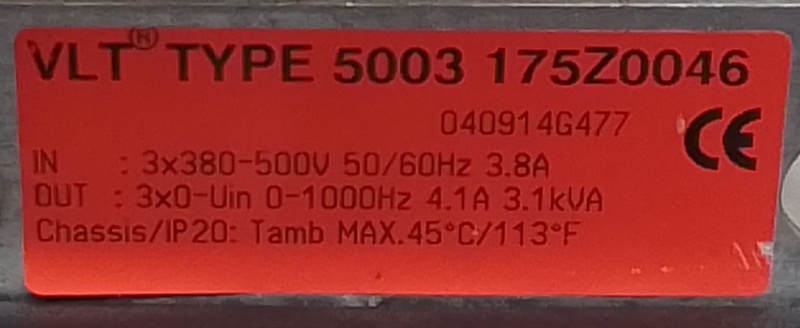 VLT® TYPE 5003 175Z0046
040914G477
CE
IN : 3x380-500V 50/60Hz 3.8A
OUT : 3x0-Uin 0-1000Hz 4.1A 3.1kVA
Chassis/IP20: Tamb MAX.45°C/113°F